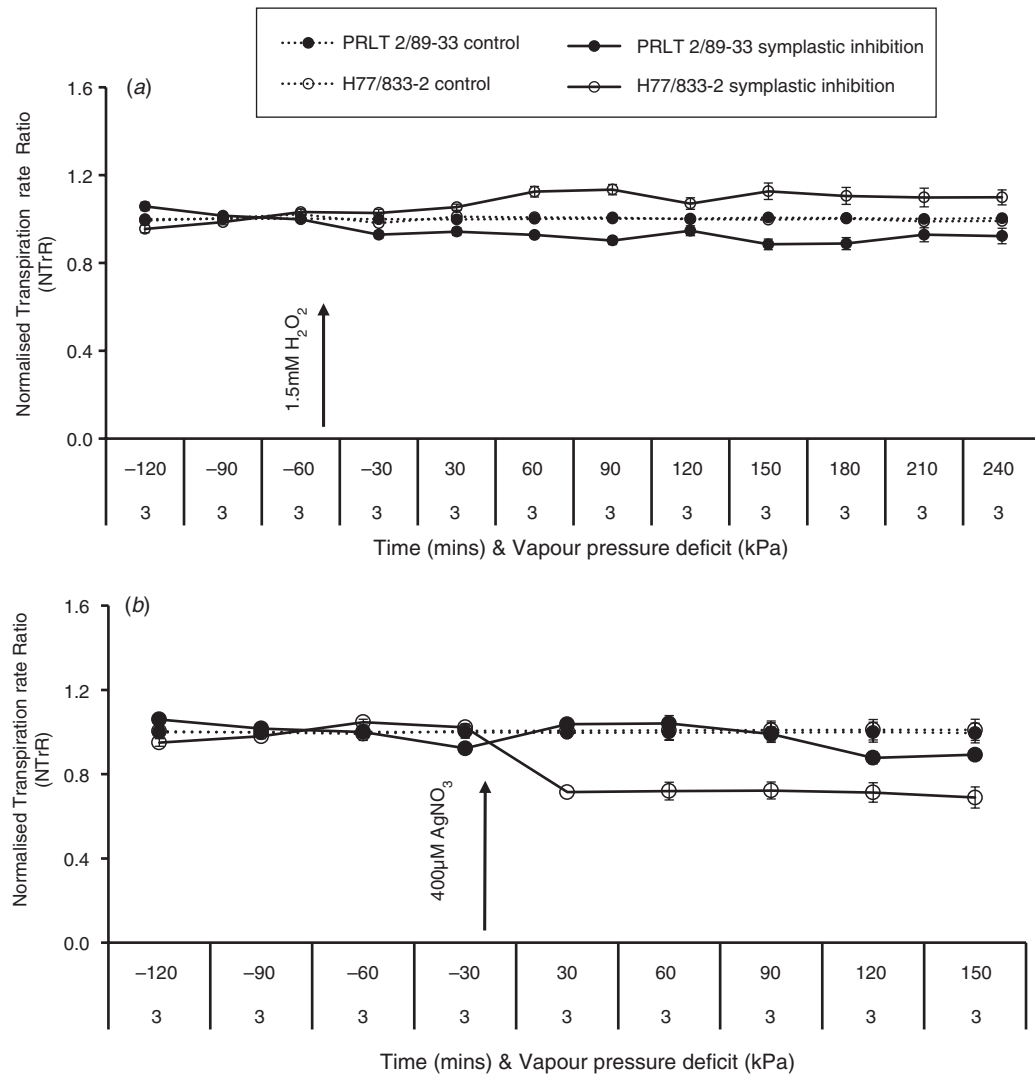 PRLT 2/89-33 control
PRLT 2/89-33 symplastic inhibition
H77/833-2 control
H77/833-2 symplastic inhibition
(a)
Normalised Transpiration rate Ratio
(NTrR)
1.6
1.2
0.8
0.4
0.0
1.5mM H₂O₂
–120 –90 –60 –30 30 60 90 120 150 180 210 240
3 3 3 3 3 3 3 3 3 3 3 3
Time (mins) & Vapour pressure deficit (kPa)
(b)
Normalised Transpiration rate Ratio
(NTrR)
1.6
1.2
0.8
0.4
0.0
400µM AgNO₃
–120 –90 –60 –30 30 60 90 120 150
3 3 3 3 3 3 3 3 3
Time (mins) & Vapour pressure deficit (kPa)